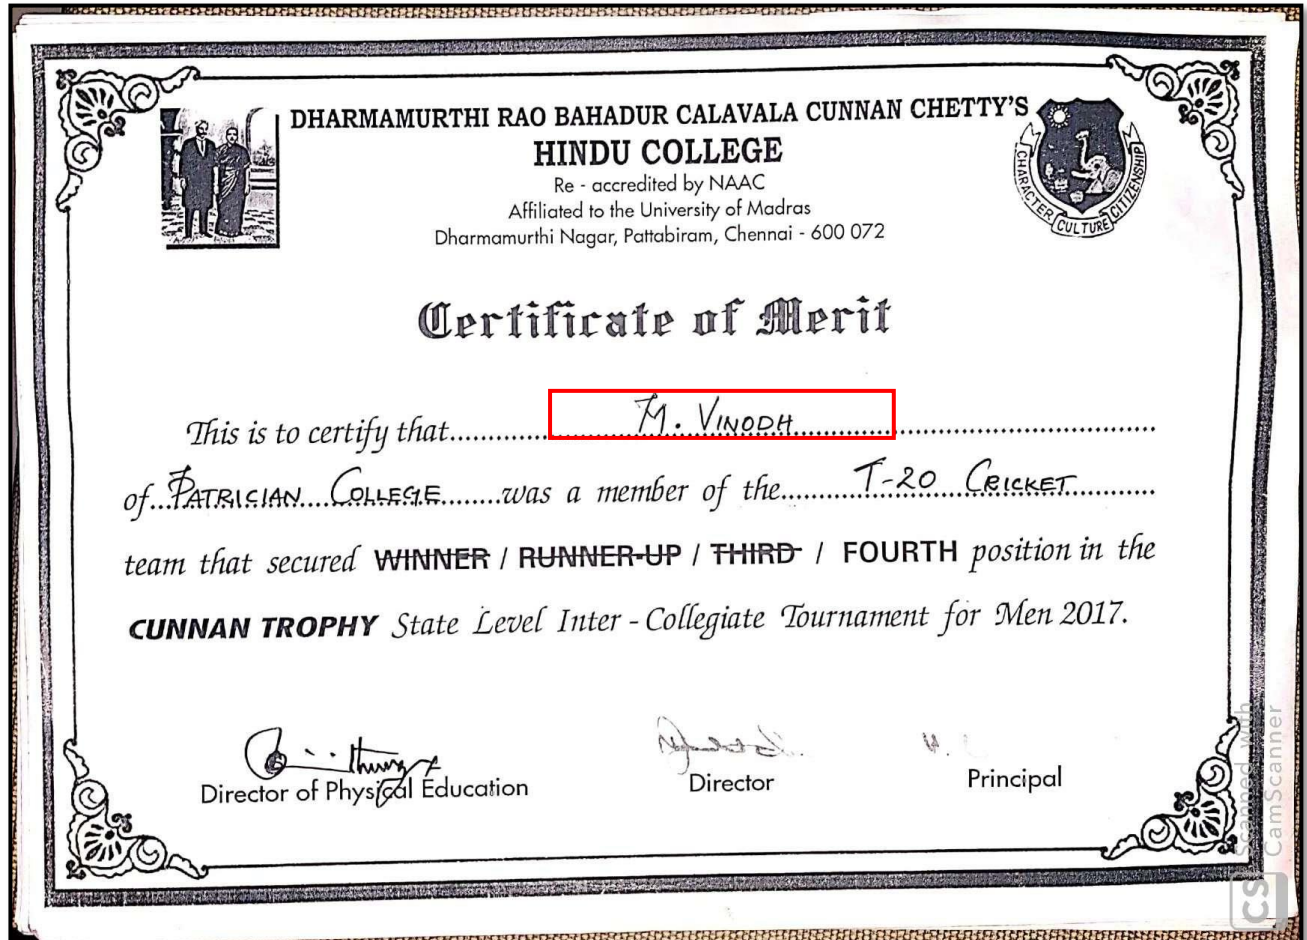 DHARMAMURTHI RAO BAHADUR CALAVALA CUNNAN CHETTY'S
HINDU COLLEGE
Re - accredited by NAAC
Affiliated to the University of Madras
Dharmamurthi Nagar, Pattabiram, Chennai - 600 072
CHARACTER CULTURE CITIZENSHIP
Certificate of Merit
This is to certify that M. VINODH
of PATRICIAN COLLEGE was a member of the T-20 CRICKET
team that secured WINNER / RUNNER-UP / THIRD / FOURTH position in the
CUNNAN TROPHY State Level Inter - Collegiate Tournament for Men 2017.
Director of Physical Education
Director
Principal
CS
Scanned with
CamScanner